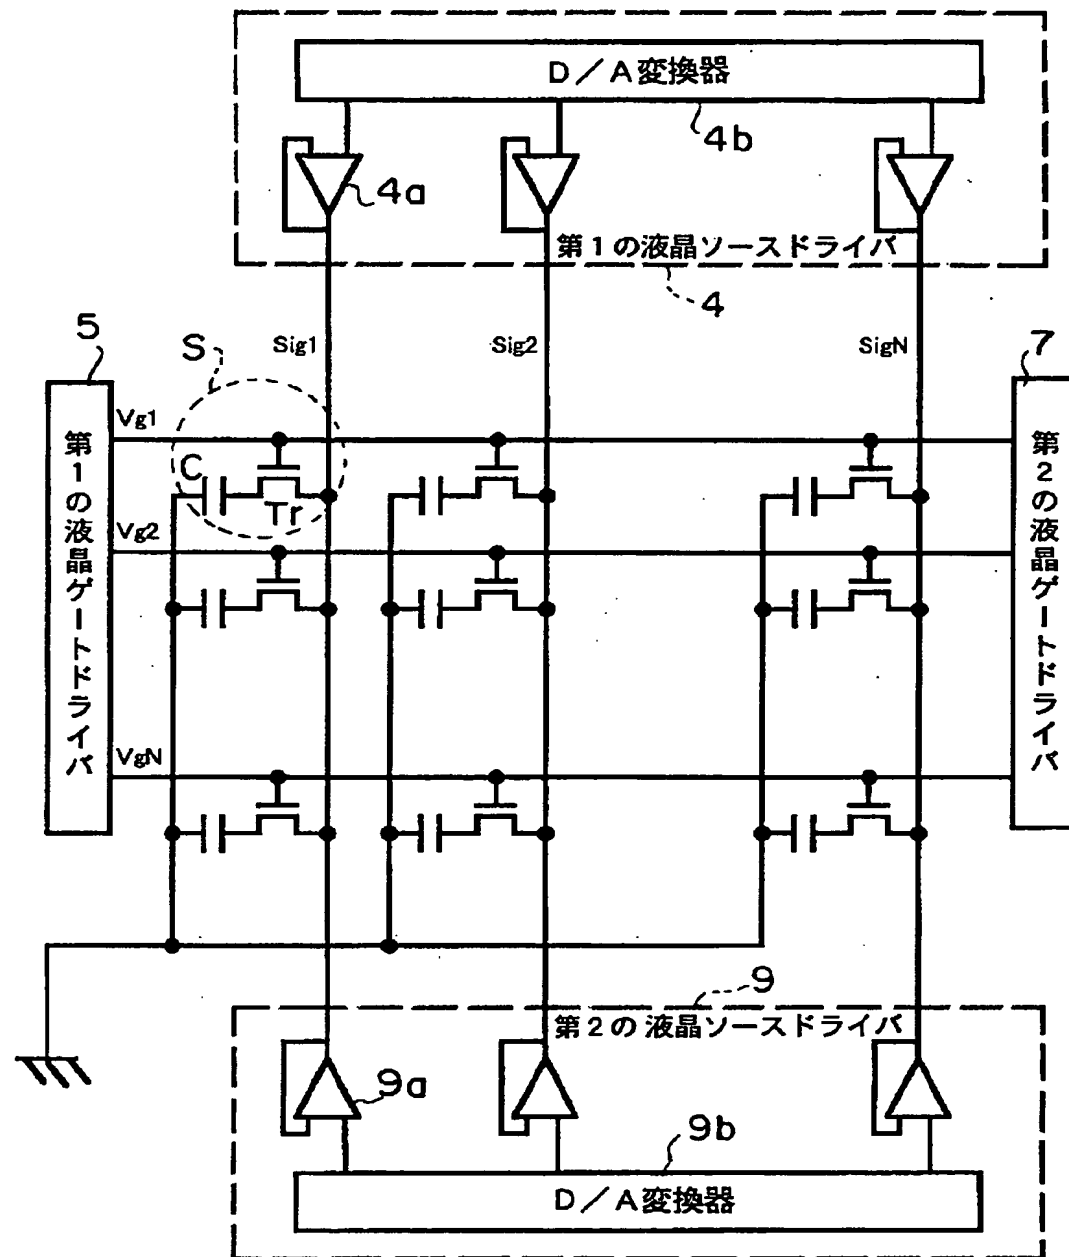 D／A変換器
4b
4a
第1の液晶ソースドライバ
4
5
S
Sig1
Sig2
SigN
7
Vg1
C
Tr
Vg2
VgN
第1の液晶ゲートドライバ
第2の液晶ゲートドライバ
9
第2の液晶ソースドライバ
9a
9b
D／A変換器